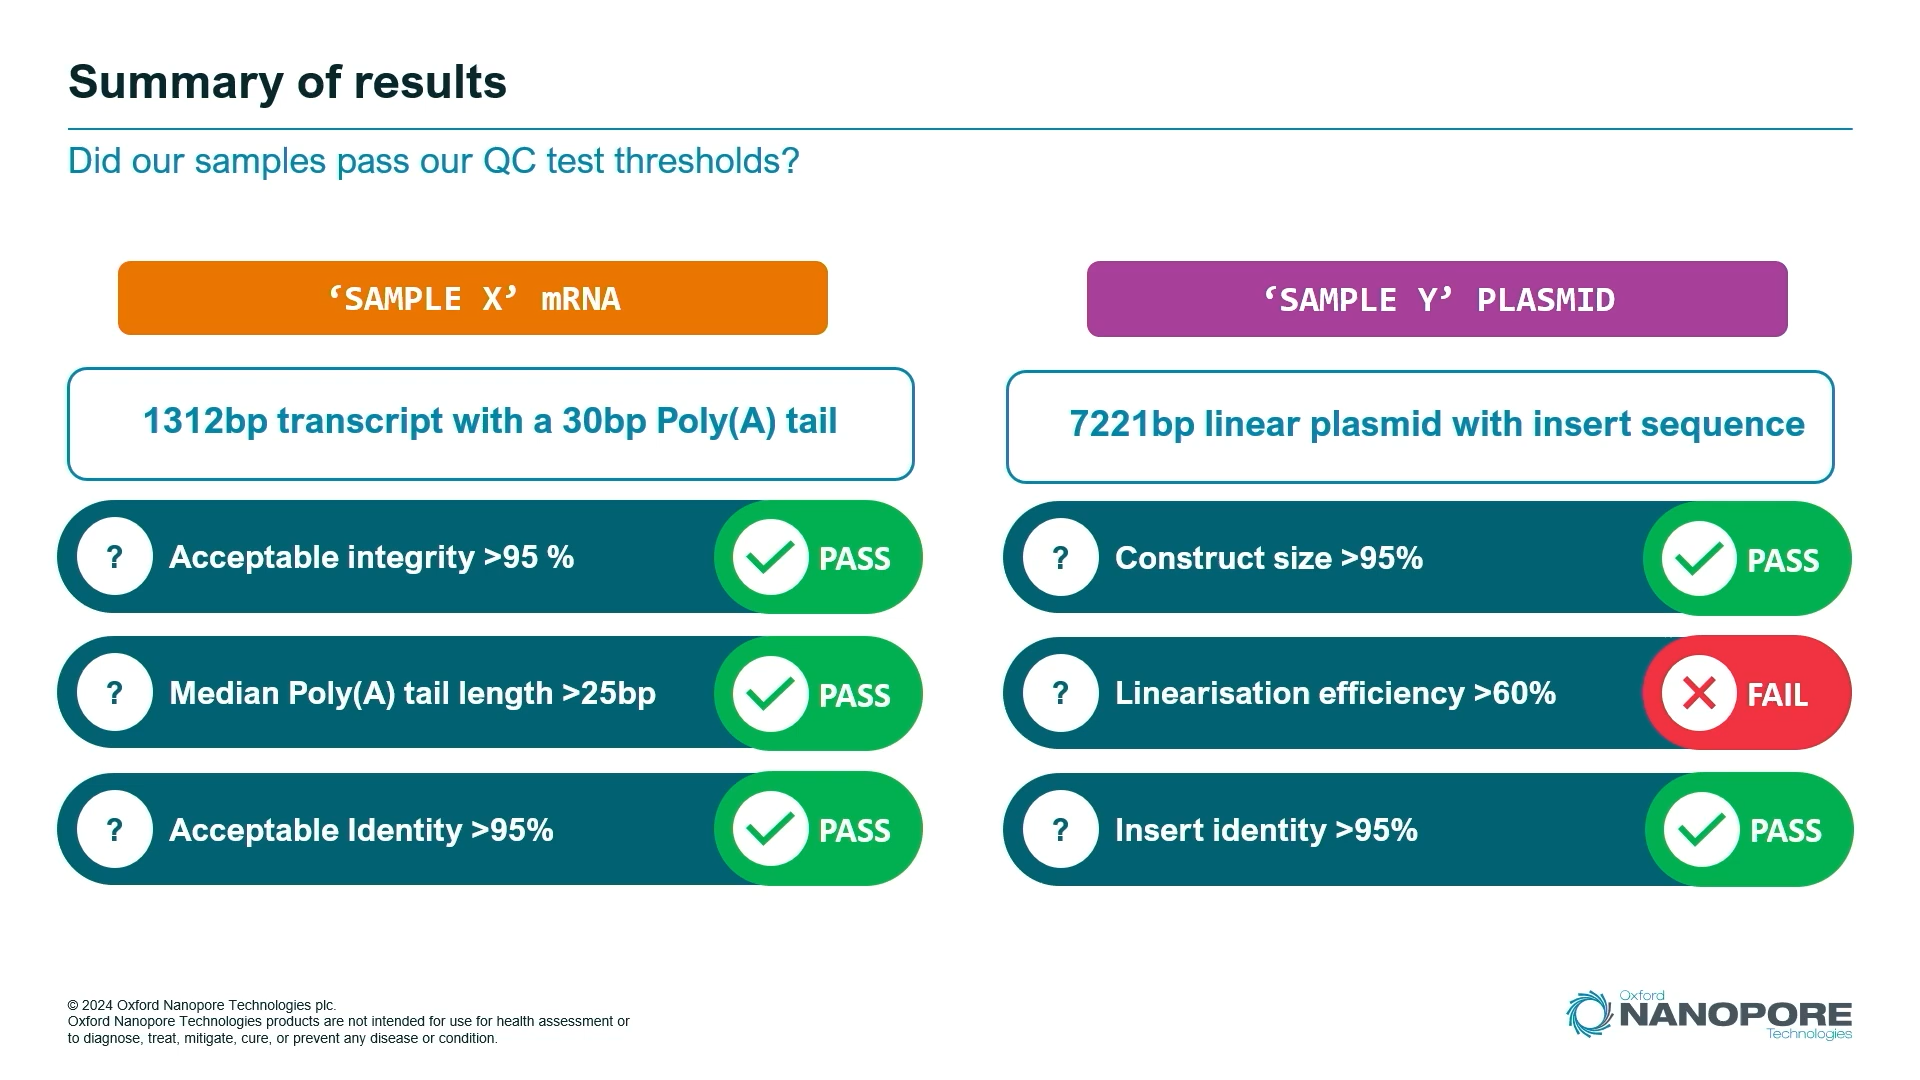 Summary of results
Did our samples pass our QC test thresholds?
‘SAMPLE X’ mRNA
1312bp transcript with a 30bp Poly(A) tail
? Acceptable integrity >95 % PASS
? Median Poly(A) tail length >25bp PASS
? Acceptable Identity >95% PASS
‘SAMPLE Y’ PLASMID
7221bp linear plasmid with insert sequence
? Construct size >95% PASS
? Linearisation efficiency >60% FAIL
? Insert identity >95% PASS
© 2024 Oxford Nanopore Technologies plc.
Oxford Nanopore Technologies products are not intended for use for health assessment or
to diagnose, treat, mitigate, cure, or prevent any disease or condition.
Oxford
NANOPORE
Technologies